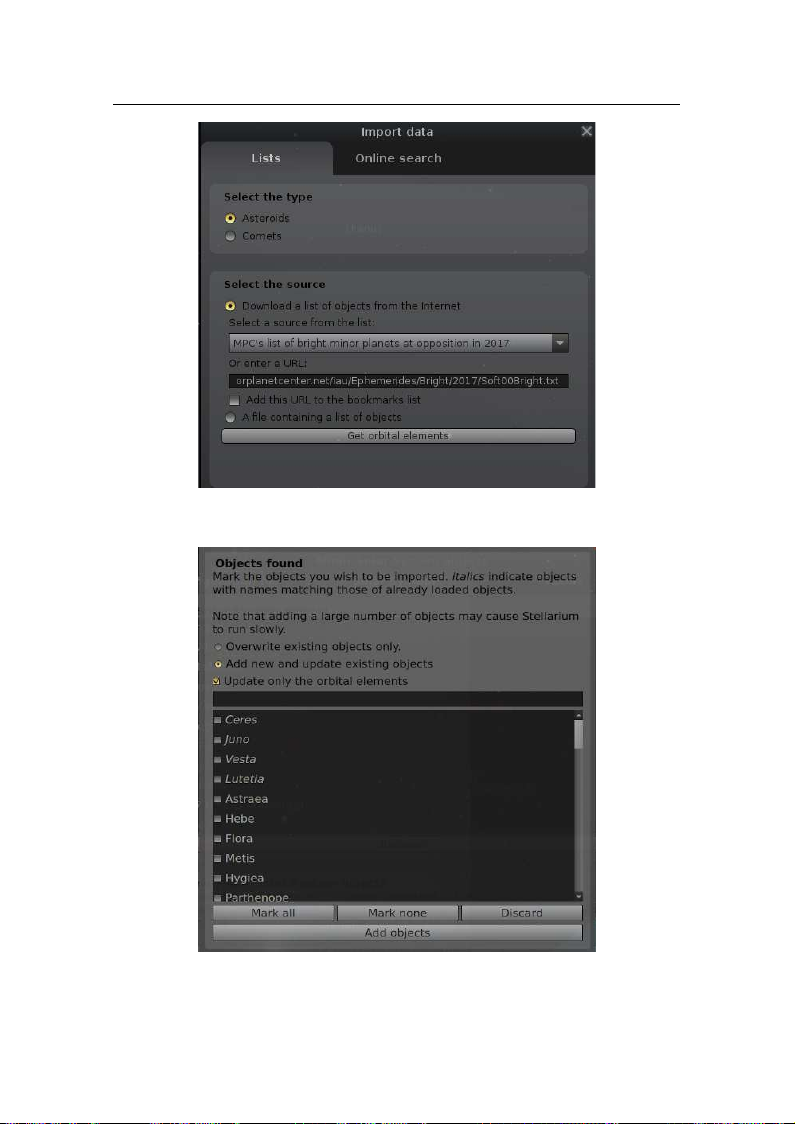 Import data
Lists
Online search
Select the type
Asteroids
Comets
Select the source
Download a list of objects from the Internet
Select a source from the list:
MPC's list of bright minor planets at opposition in 2017
Or enter a URL:
orplanetcenter.net/iau/Ephemerides/Bright/2017/Soft00Bright.txt
Add this URL to the bookmarks list
A file containing a list of objects
Get orbital elements
Objects found
Mark the objects you wish to be imported. Italics indicate objects
with names matching those of already loaded objects.
Note that adding a large number of objects may cause Stellarium
to run slowly.
Overwrite existing objects only.
Add new and update existing objects
Update only the orbital elements
Ceres
Juno
Vesta
Lutetia
Astraea
Hebe
Flora
Metis
Hygiea
Parthenope
Mark all
Mark none
Discard
Add objects